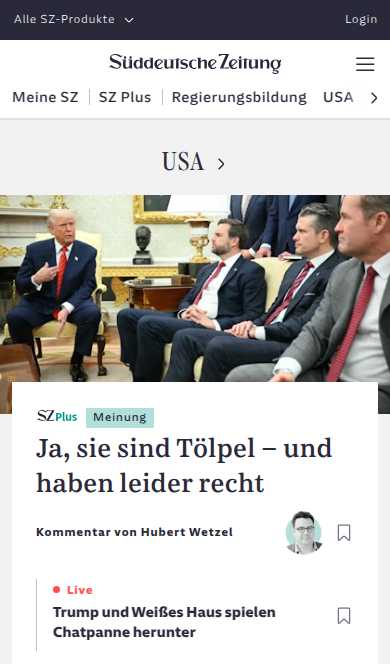 Alle SZ-Produkte
Login
Süddeutsche Zeitung
Meine SZ
SZ Plus
Regierungsbildung
USA
USA
SZ Plus
Meinung
Ja, sie sind Tölpel – und
haben leider recht
Kommentar von Hubert Wetzel
Live
Trump und Weißes Haus spielen
Chatpanne herunter